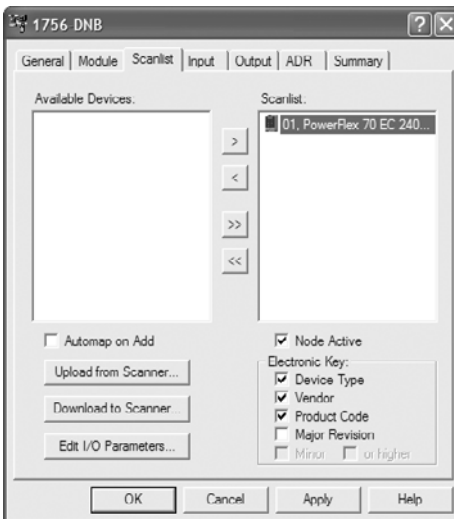 1756 DNB
General Module Scanlist Input Output ADR Summary
Available Devices:
Scanlist:
01, PowerFlex 70 EC 240...
>
<
>>
<<
Automap on Add
Node Active
Upload from Scanner...
Download to Scanner...
Edit I/O Parameters...
Electronic Key:
Device Type
Vendor
Product Code
Major Revision
Minor or higher
OK Cancel Apply Help